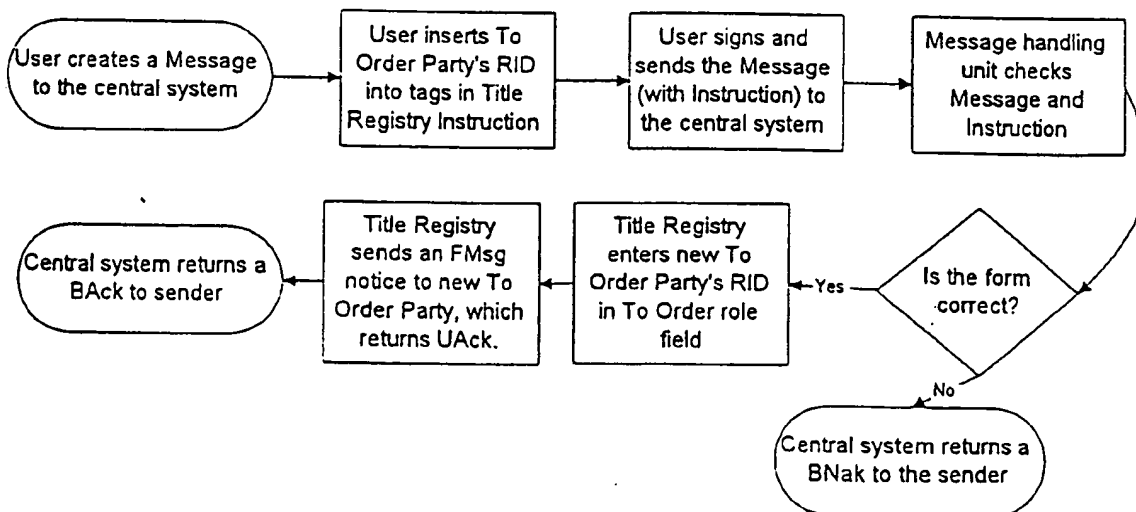 User creates a Message
to the central system
User inserts To
Order Party's RID
into tags in Title
Registry Instruction
User signs and
sends the Message
(with Instruction) to
the central system
Message handling
unit checks
Message and
Instruction
Is the form
correct?
Yes
Title Registry
enters new To
Order Party's RID
in To Order role
field
Title Registry
sends an FMsg
notice to new To
Order Party, which
returns UAck.
Central system returns a
BAck to sender
No
Central system returns a
BNak to the sender